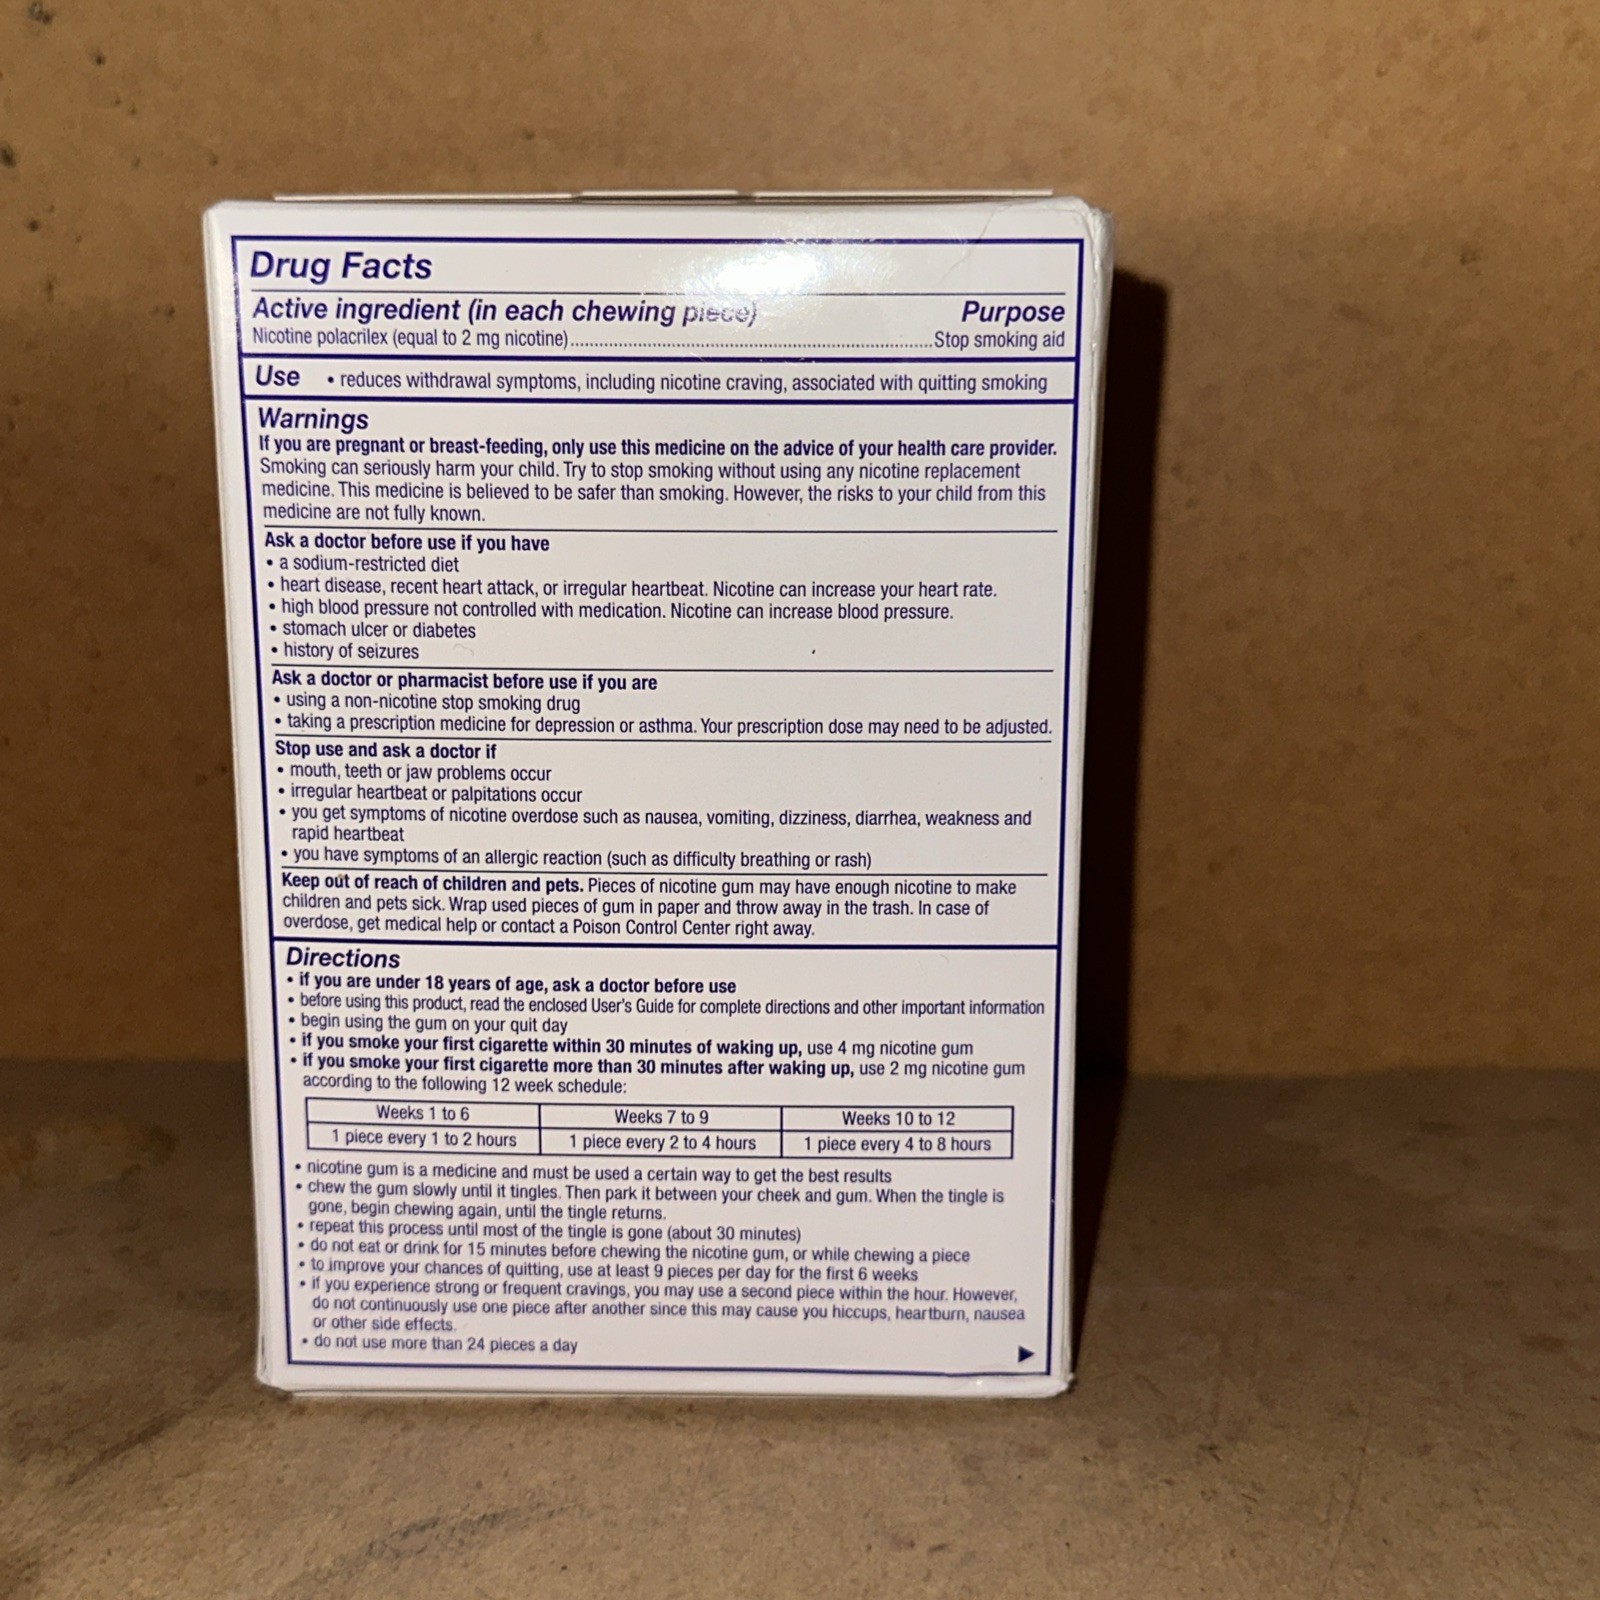 Drug Facts
Active ingredient (in each chewing piece) Purpose
Nicotine polacrilex (equal to 2 mg nicotine)..........................................................................Stop smoking aid
Use • reduces withdrawal symptoms, including nicotine craving, associated with quitting smoking
Warnings
If you are pregnant or breast-feeding, only use this medicine on the advice of your health care provider.
Smoking can seriously harm your child. Try to stop smoking without using any nicotine replacement
medicine. This medicine is believed to be safer than smoking. However, the risks to your child from this
medicine are not fully known.
Ask a doctor before use if you have
• a sodium-restricted diet
• heart disease, recent heart attack, or irregular heartbeat. Nicotine can increase your heart rate.
• high blood pressure not controlled with medication. Nicotine can increase blood pressure.
• stomach ulcer or diabetes
• history of seizures
Ask a doctor or pharmacist before use if you are
• using a non-nicotine stop smoking drug
• taking a prescription medicine for depression or asthma. Your prescription dose may need to be adjusted.
Stop use and ask a doctor if
• mouth, teeth or jaw problems occur
• irregular heartbeat or palpitations occur
• you get symptoms of nicotine overdose such as nausea, vomiting, dizziness, diarrhea, weakness and
rapid heartbeat
• you have symptoms of an allergic reaction (such as difficulty breathing or rash)
Keep out of reach of children and pets. Pieces of nicotine gum may have enough nicotine to make
children and pets sick. Wrap used pieces of gum in paper and throw away in the trash. In case of
overdose, get medical help or contact a Poison Control Center right away.
Directions
• if you are under 18 years of age, ask a doctor before use
• before using this product, read the enclosed User's Guide for complete directions and other important information
• begin using the gum on your quit day
• if you smoke your first cigarette within 30 minutes of waking up, use 4 mg nicotine gum
• if you smoke your first cigarette more than 30 minutes after waking up, use 2 mg nicotine gum
according to the following 12 week schedule:
Weeks 1 to 6 Weeks 7 to 9 Weeks 10 to 12
1 piece every 1 to 2 hours 1 piece every 2 to 4 hours 1 piece every 4 to 8 hours
• nicotine gum is a medicine and must be used a certain way to get the best results
• chew the gum slowly until it tingles. Then park it between your cheek and gum. When the tingle is
gone, begin chewing again, until the tingle returns.
• repeat this process until most of the tingle is gone (about 30 minutes)
• do not eat or drink for 15 minutes before chewing the nicotine gum, or while chewing a piece
• to improve your chances of quitting, use at least 9 pieces per day for the first 6 weeks
• if you experience strong or frequent cravings, you may use a second piece within the hour. However,
do not continuously use one piece after another since this may cause you hiccups, heartburn, nausea
or other side effects.
• do not use more than 24 pieces a day